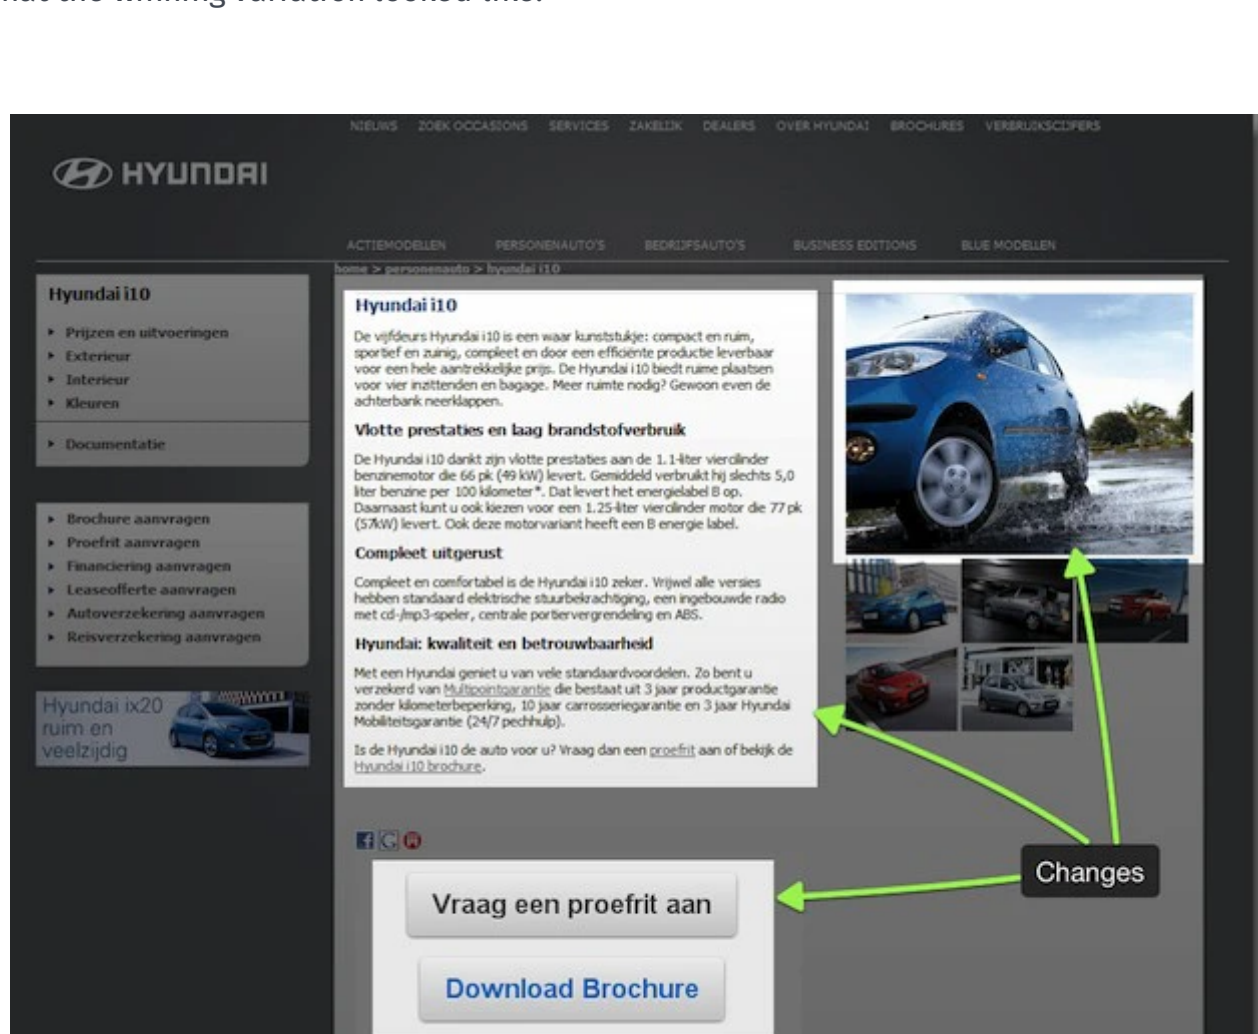 NIEUWS ZOEK OCCASIONS SERVICES ZAKELIJK DEALERS OVER HYUNDAI BROCHURES VERBRUIKSCIJFERS
HYUNDAI
ACTIEMODELLEN PERSONENAUTO'S BEDRIJFSAUTO'S BUSINESS EDITIONS BLUE MODELLEN
home > personenauto > hyundai i10
Hyundai i10
Prijzen en uitvoeringen
Exterieur
Interieur
Kleuren
Documentatie
Brochure aanvragen
Proefrit aanvragen
Financiering aanvragen
Leaseofferte aanvragen
Autoverzekering aanvragen
Reisverzekering aanvragen
Hyundai ix20
ruim en
veelzijdig
Hyundai i10
De vijfdeurs Hyundai i10 is een waar kunststukje: compact en ruim,
sportief en zuinig, compleet en door een efficiënte productie leverbaar
voor een hele aantrekkelijke prijs. De Hyundai i10 biedt ruime plaatsen
voor vier inzittenden en bagage. Meer ruimte nodig? Gewoon even de
achterbank neerklappen.
Vlotte prestaties en laag brandstofverbruik
De Hyundai i10 dankt zijn vlotte prestaties aan de 1.1-liter viercilinder
benzinemotor die 66 pk (49 kW) levert. Gemiddeld verbruikt hij slechts 5,0
liter benzine per 100 kilometer*. Dat levert het energielabel B op.
Daarnaast kunt u ook kiezen voor een 1.25-liter viercilinder motor die 77 pk
(57kW) levert. Ook deze motorvariant heeft een B energie label.
Compleet uitgerust
Compleet en comfortabel is de Hyundai i10 zeker. Vrijwel alle versies
hebben standaard elektrische stuurbekrachtiging, een ingebouwde radio
met cd-/mp3-speler, centrale portiervergrendeling en ABS.
Hyundai: kwaliteit en betrouwbaarheid
Met een Hyundai geniet u van vele standaardvoordelen. Zo bent u
verzekerd van Multipointgarantie die bestaat uit 3 jaar productgarantie
zonder kilometerbeperking, 10 jaar carrosseriegarantie en 3 jaar Hyundai
Mobiliteitsgarantie (24/7 pechhulp).
Is de Hyundai i10 de auto voor u? Vraag dan een proefrit aan of bekijk de
Hyundai i10 brochure.
Changes
Vraag een proefrit aan
Download Brochure